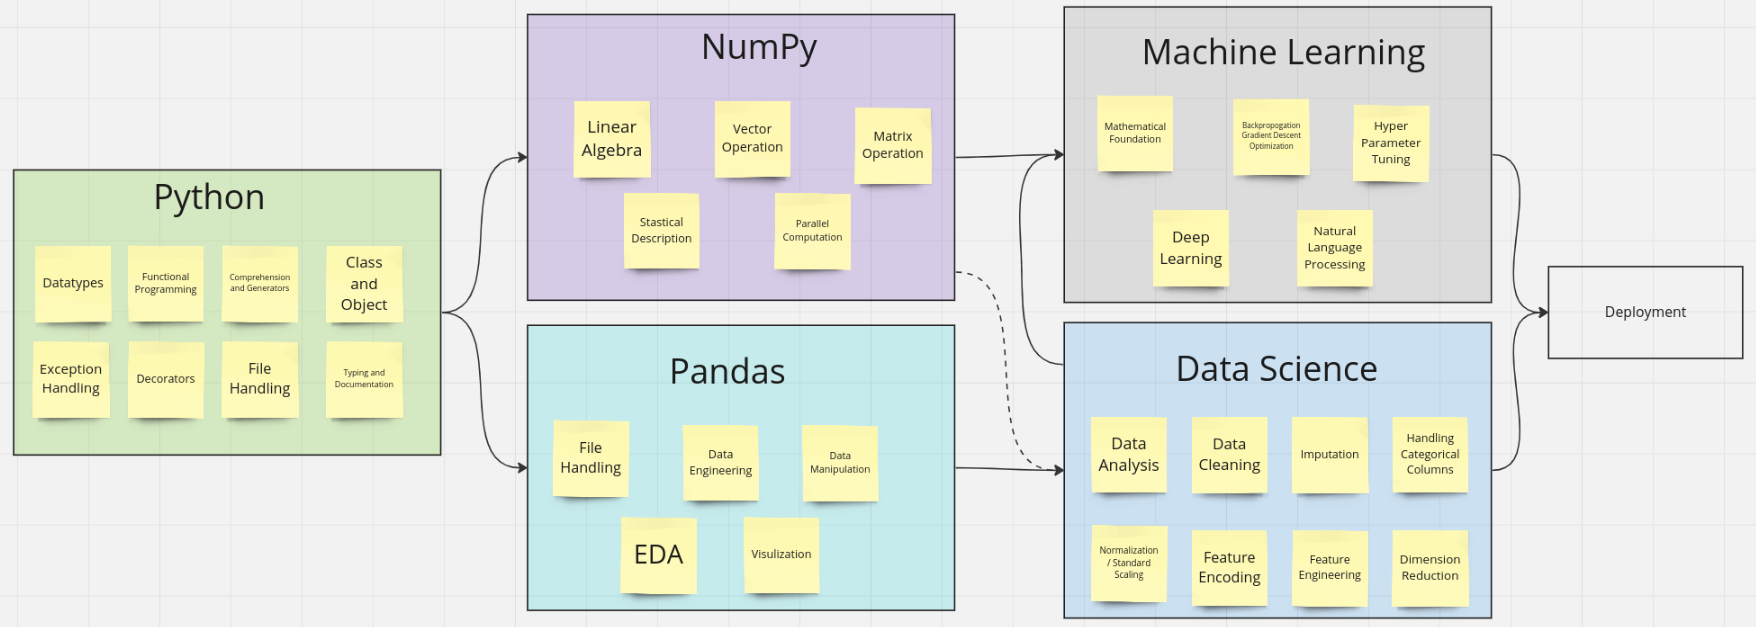 Python
Datatypes
Functional
Programming
Comprehension
and Generators
Class
and
Object
Exception
Handling
Decorators
File
Handling
Typing and
Documentation
NumPy
Linear
Algebra
Vector
Operation
Matrix
Operation
Stastical
Description
Parallel
Computation
Pandas
File
Handling
Data
Engineering
Data
Manipulation
EDA
Visulization
Machine Learning
Mathematical
Foundation
Backpropogation
Gradient Descent
Optimization
Hyper
Parameter
Tuning
Deep
Learning
Natural
Language
Processing
Data Science
Data
Analysis
Data
Cleaning
Imputation
Handling
Categorical
Columns
Normalization
/ Standard
Scaling
Feature
Encoding
Feature
Engineering
Dimension
Reduction
Deployment